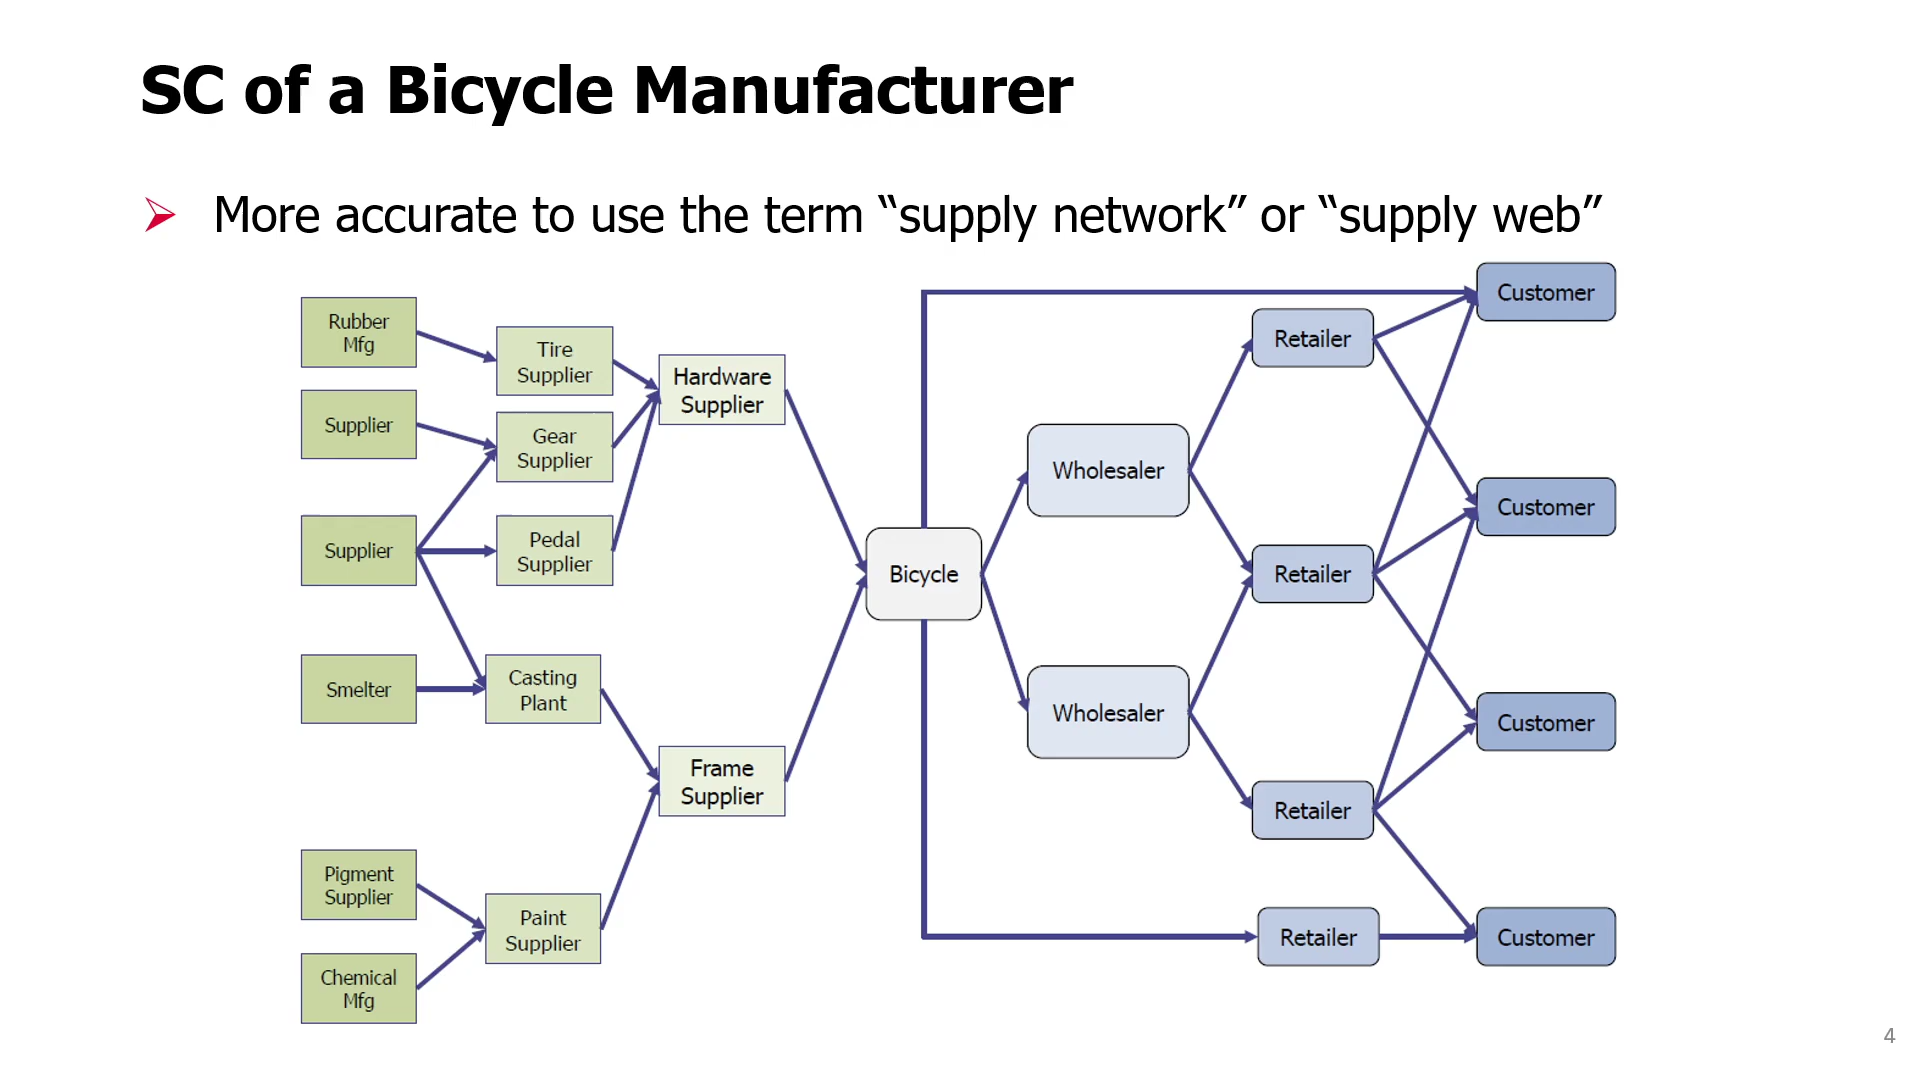 SC of a Bicycle Manufacturer
More accurate to use the term “supply network” or “supply web”
Rubber
Mfg
Supplier
Supplier
Smelter
Pigment
Supplier
Chemical
Mfg
Tire
Supplier
Gear
Supplier
Pedal
Supplier
Casting
Plant
Paint
Supplier
Hardware
Supplier
Frame
Supplier
Bicycle
Wholesaler
Wholesaler
Retailer
Retailer
Retailer
Retailer
Customer
Customer
Customer
Customer
4